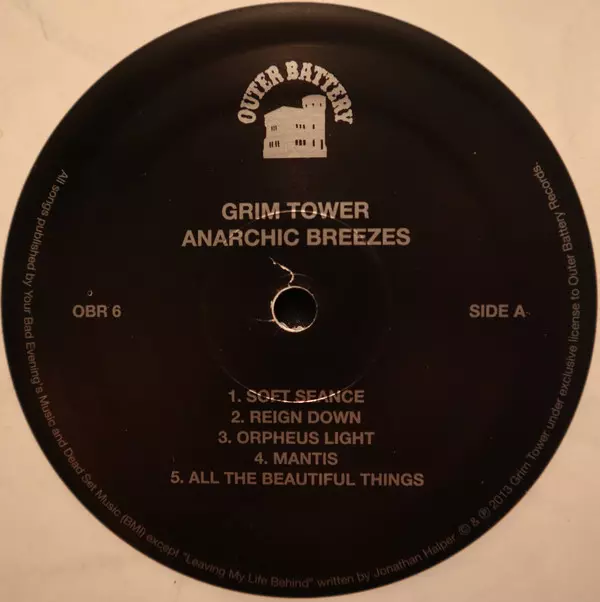 OUTER BATTERY
GRIM TOWER
ANARCHIC BREEZES
OBR 6
SIDE A
1. SOFT SEANCE
2. REIGN DOWN
3. ORPHEUS LIGHT
4. MANTIS
5. ALL THE BEAUTIFUL THINGS
All songs published by Your Bad Evening's Music and Dead Set Music (BMI) except "Leaving My Life Behind" written by Jonathan Halper © & ℗ 2013 Grim Tower under exclusive license to Outer Battery Records.